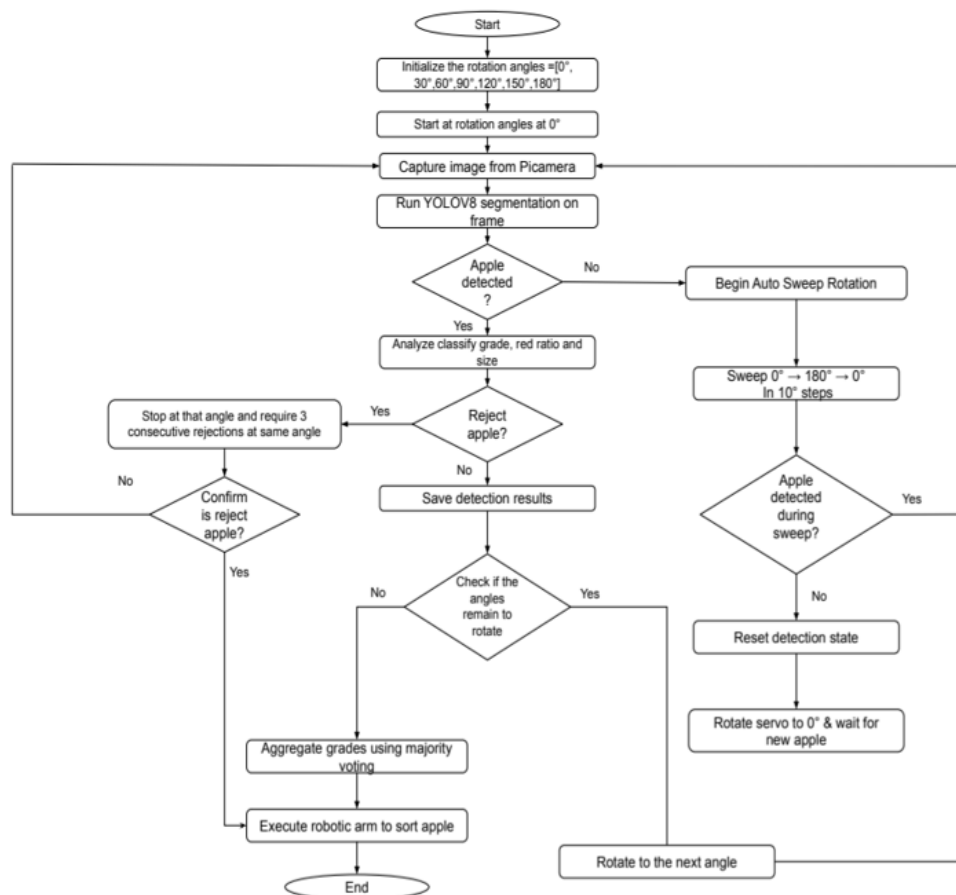 Start
Initialize the rotation angles =[0°,
30°,60°,90°,120°,150°,180°]
Start at rotation angles at 0°
Capture image from Picamera
Run YOLOV8 segmentation on
frame
Apple
detected
?
No
Begin Auto Sweep Rotation
Yes
Analyze classify grade, red ratio and
size
Sweep 0° → 180° → 0°
In 10° steps
Reject
apple?
Yes
Stop at that angle and require 3
consecutive rejections at same angle
No
Save detection results
Confirm
is reject
apple?
No
Yes
Apple
detected
during
sweep?
Yes
No
Check if the
angles
remain to
rotate
No
Yes
Reset detection state
Rotate servo to 0° & wait for
new apple
Aggregate grades using majority
voting
Execute robotic arm to sort apple
Rotate to the next angle
End